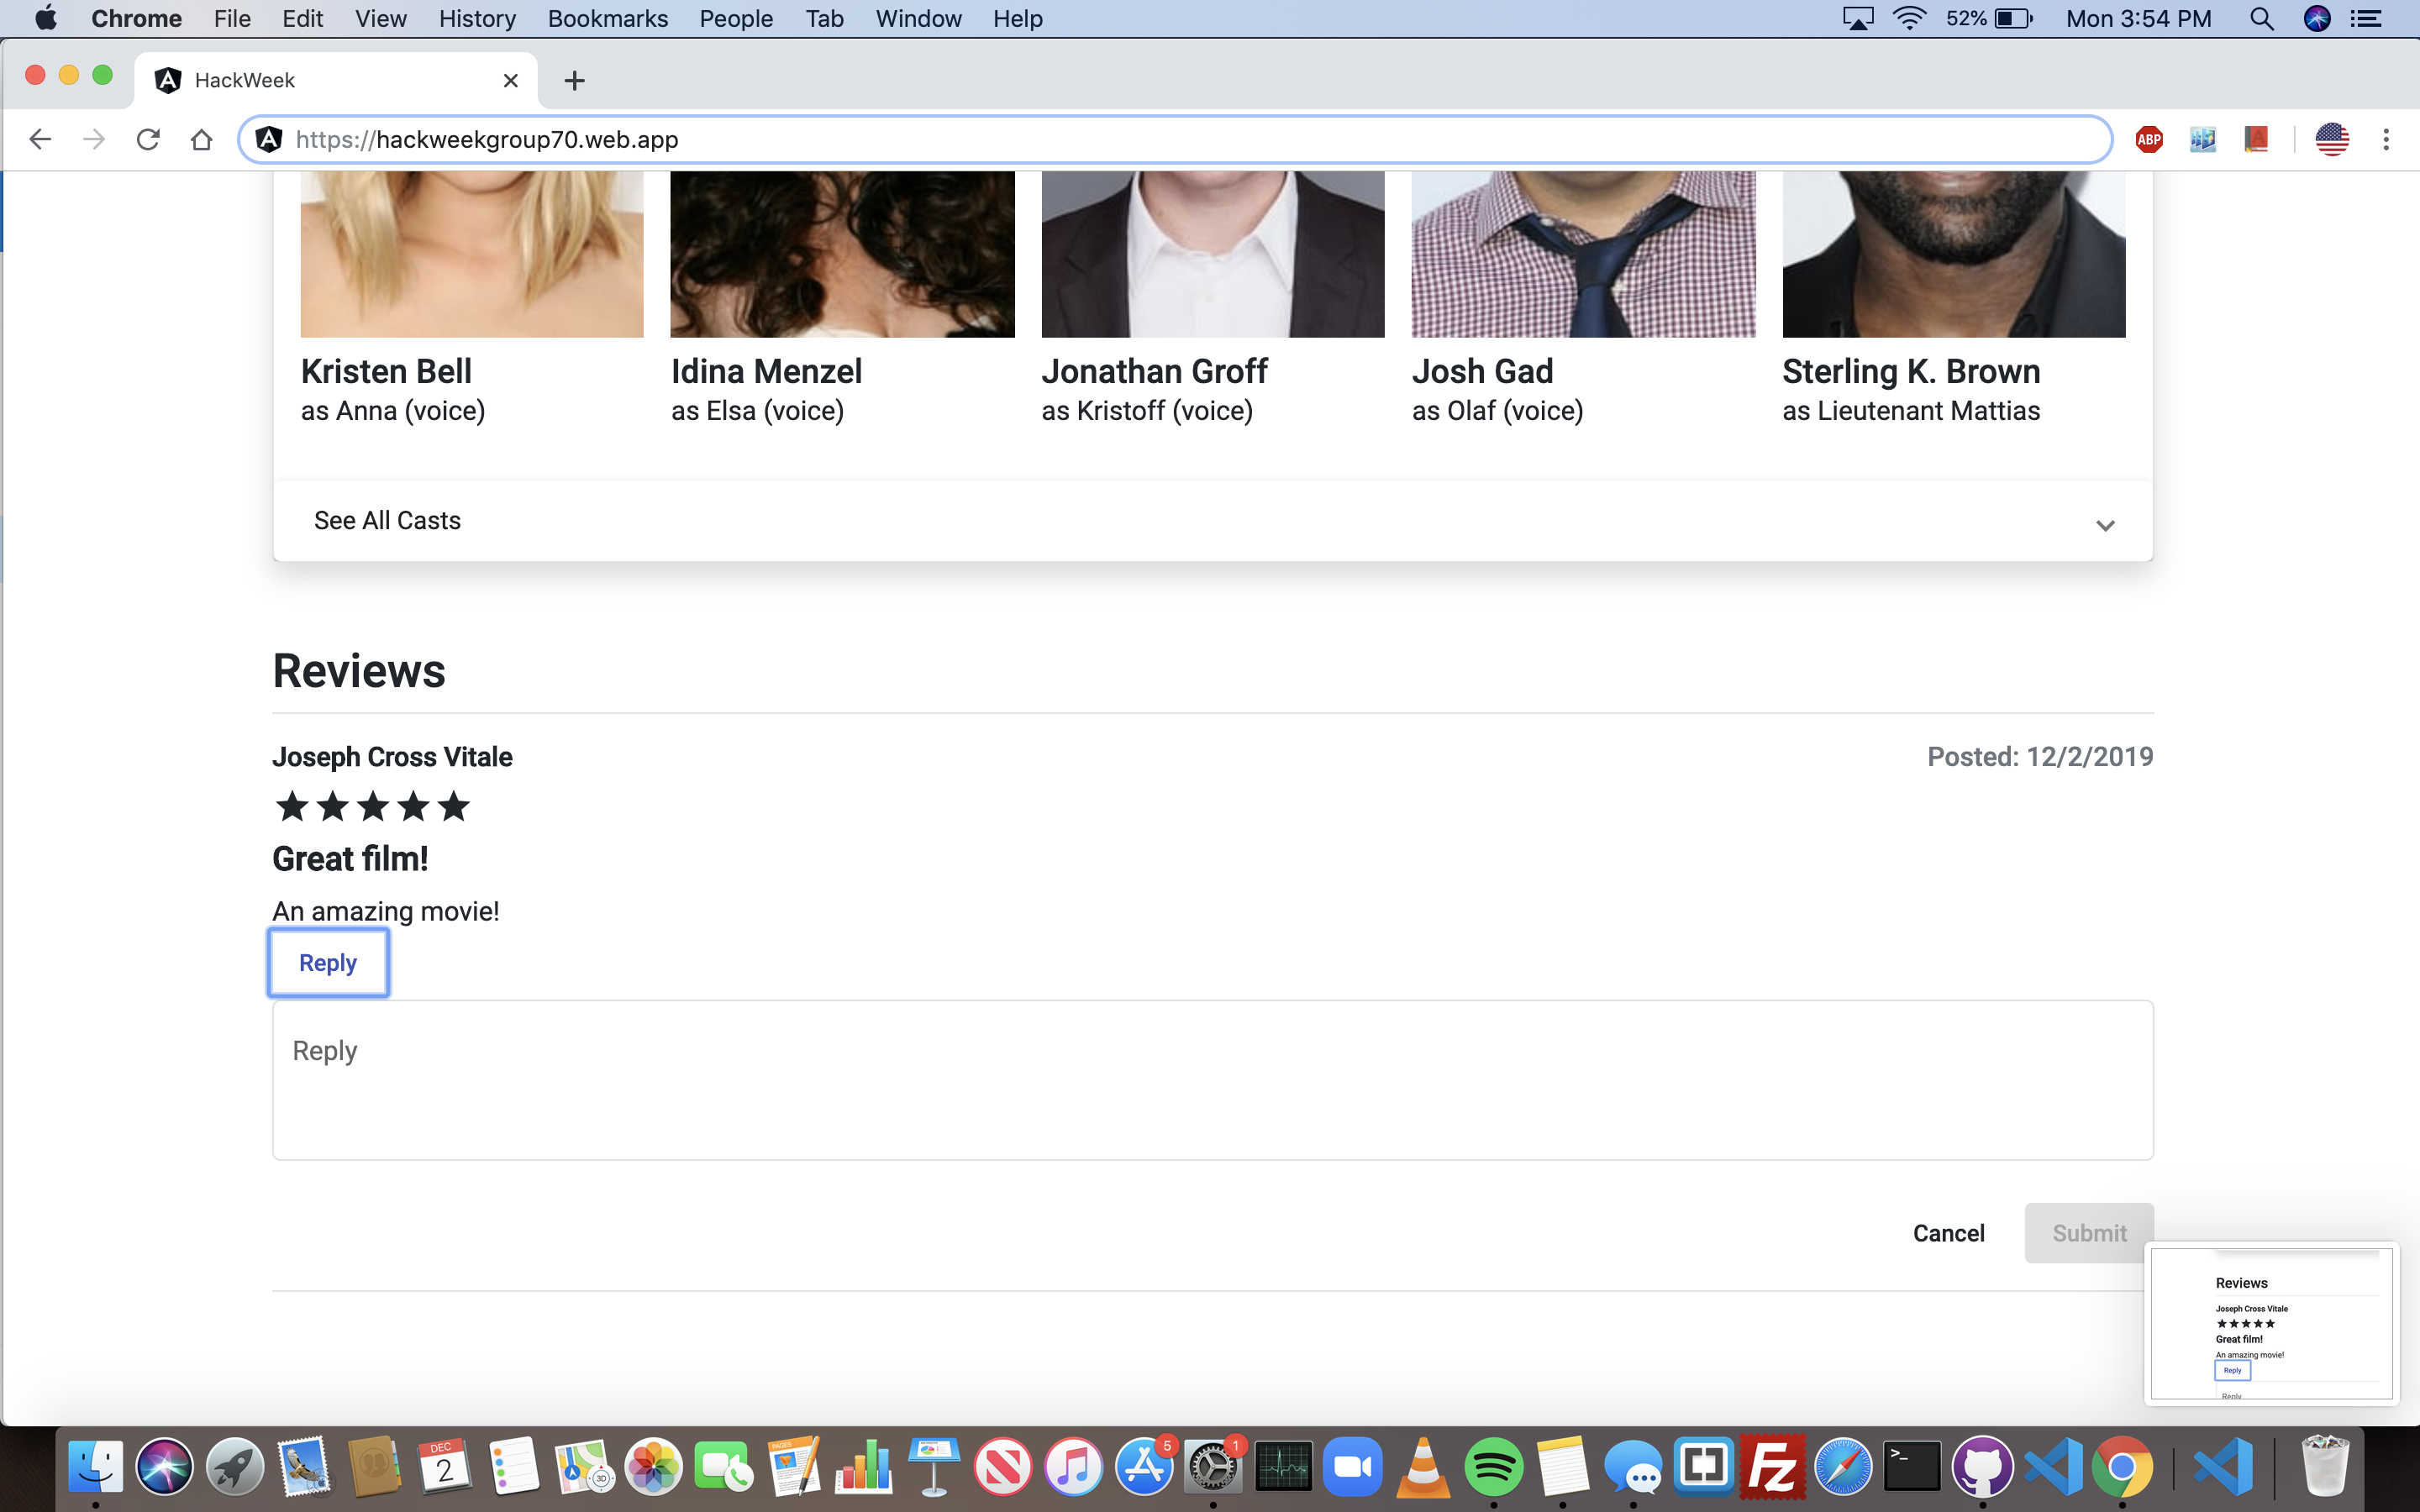 Chrome File Edit View History Bookmarks People Tab Window Help 52% Mon 3:54 PM
HackWeek
https://hackweekgroup70.web.app
ABP
Kristen Bell
as Anna (voice)
Idina Menzel
as Elsa (voice)
Jonathan Groff
as Kristoff (voice)
Josh Gad
as Olaf (voice)
Sterling K. Brown
as Lieutenant Mattias
See All Casts
Reviews
Joseph Cross Vitale
Posted: 12/2/2019
Great film!
An amazing movie!
Reply
Reply
Cancel
Submit
Reviews
Joseph Cross Vitale
Great film!
An amazing movie!
Reply
Reply
DEC
2
3D
PAGES
5
1
Fz
>_